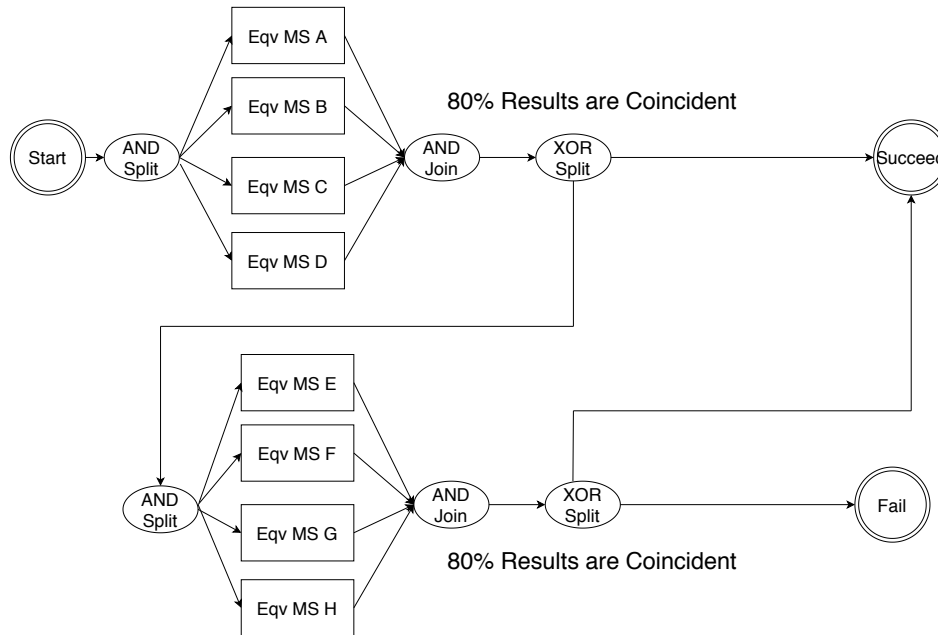 Eqv MS A
80% Results are Coincident
Eqv MS B
Start
AND
Split
AND
Join
XOR
Split
Succeed
Eqv MS C
Eqv MS D
Eqv MS E
Eqv MS F
AND
Split
AND
Join
XOR
Split
Fail
Eqv MS G
80% Results are Coincident
Eqv MS H